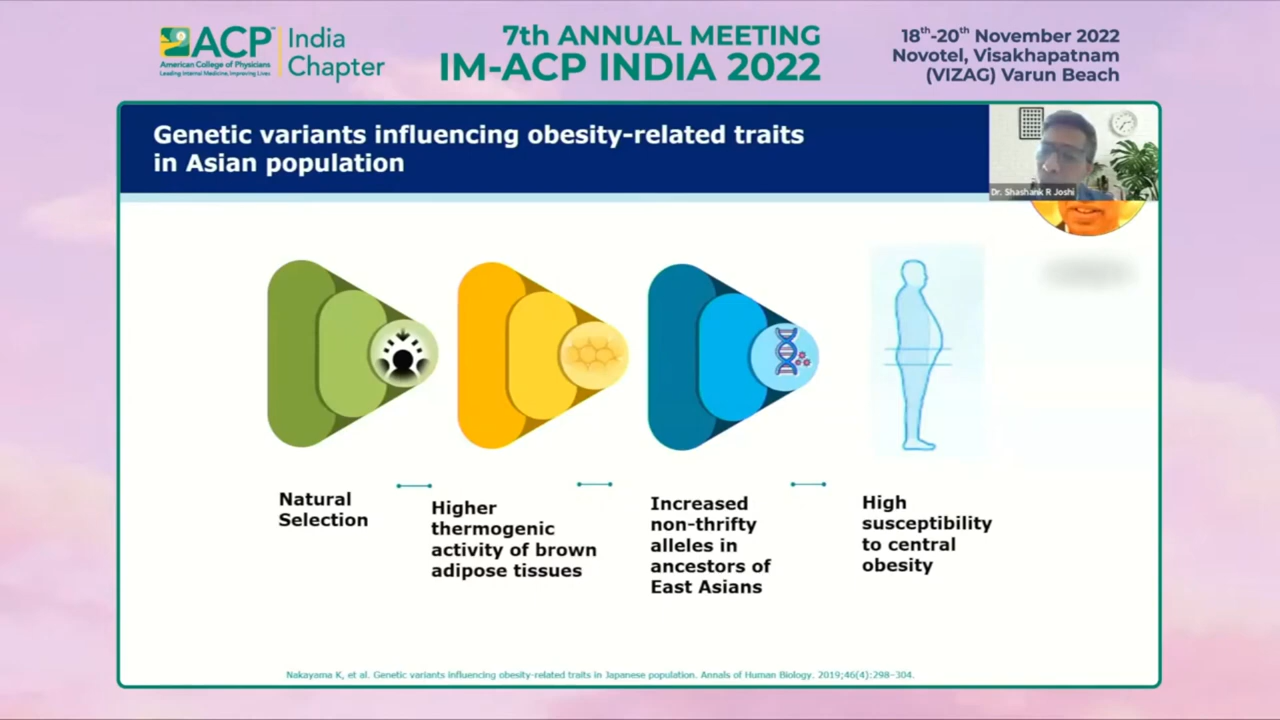 ACP
American College of Physicians
Leading Internal Medicine, Improving Lives
India
Chapter
7th ANNUAL MEETING
IM-ACP INDIA 2022
18th-20th November 2022
Novotel, Visakhapatnam
(VIZAG) Varun Beach
Genetic variants influencing obesity-related traits
in Asian population
Dr. Shashank R Joshi
Natural
Selection
Higher
thermogenic
activity of brown
adipose tissues
Increased
non-thrifty
alleles in
ancestors of
East Asians
High
susceptibility
to central
obesity
Nakayama K, et al. Genetic variants influencing obesity-related traits in Japanese population. Annals of Human Biology. 2019;46(4):298–304.